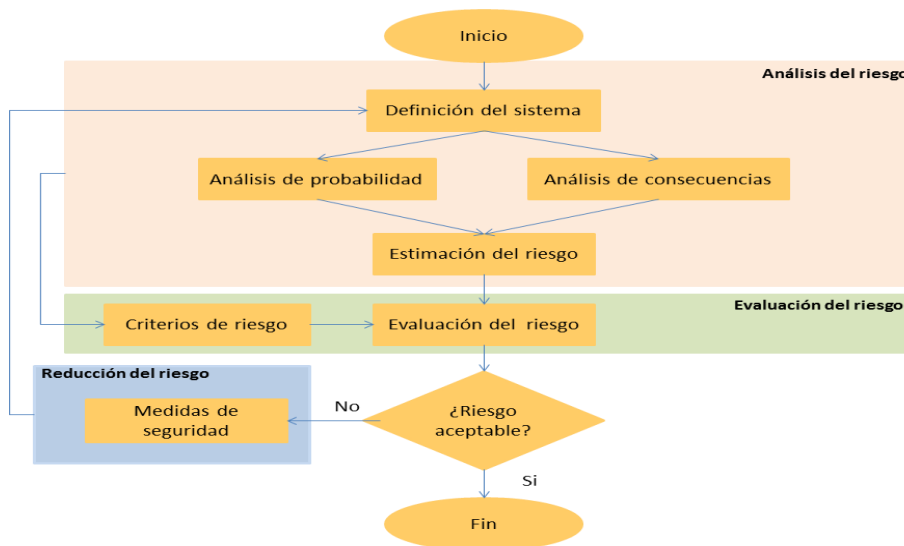 Inicio
Análisis del riesgo
Definición del sistema
Análisis de probabilidad
Análisis de consecuencias
Estimación del riesgo
Evaluación del riesgo
Criterios de riesgo
Evaluación del riesgo
Reducción del riesgo
Medidas de
seguridad
No
¿Riesgo
aceptable?
Si
Fin